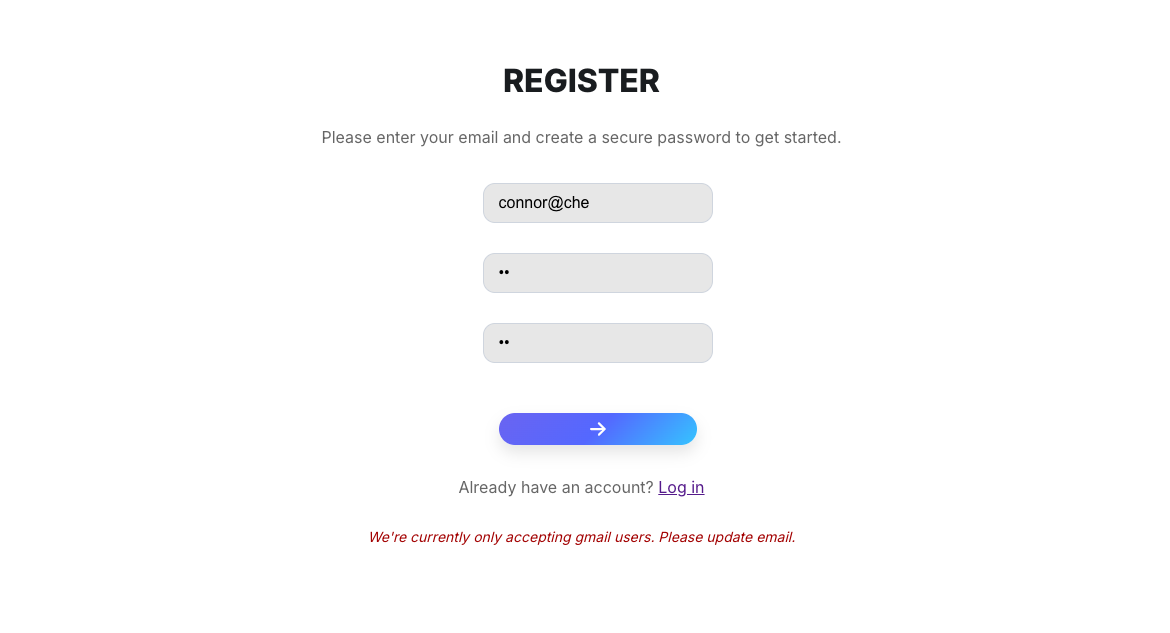 REGISTER
Please enter your email and create a secure password to get started.
connor@che
••
••
→
Already have an account? Log in
We're currently only accepting gmail users. Please update email.